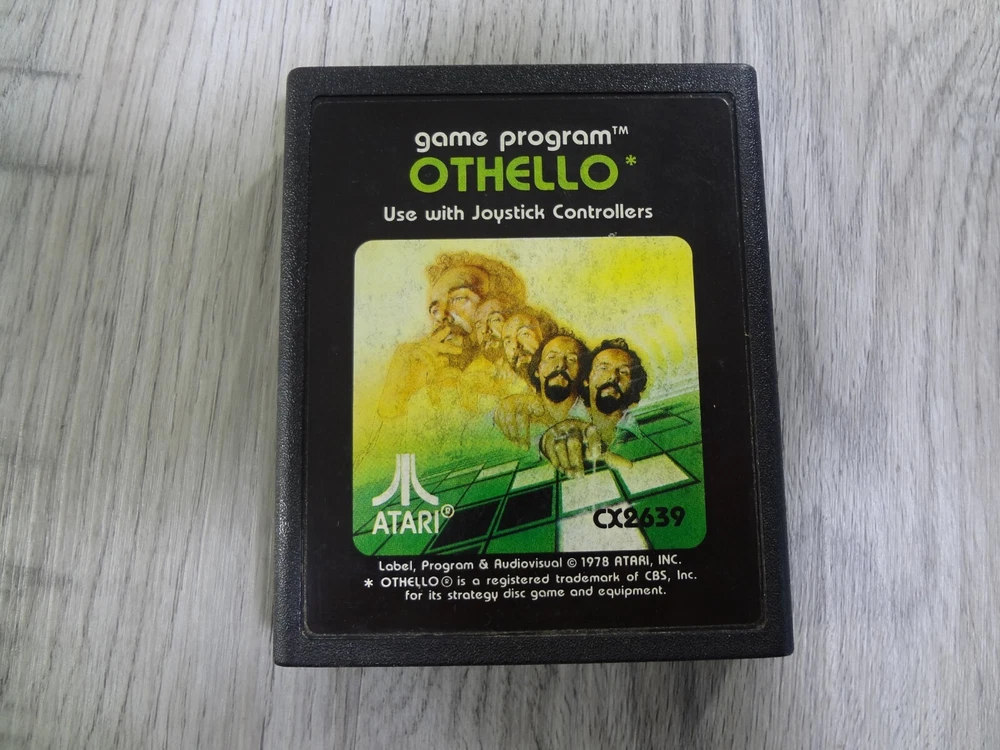 game program™
OTHELLO*
Use with Joystick Controllers
ATARI®
CX2639
Label, Program & Audiovisual © 1978 ATARI, INC.
* OTHELLO® is a registered trademark of CBS, Inc.
for its strategy disc game and equipment.